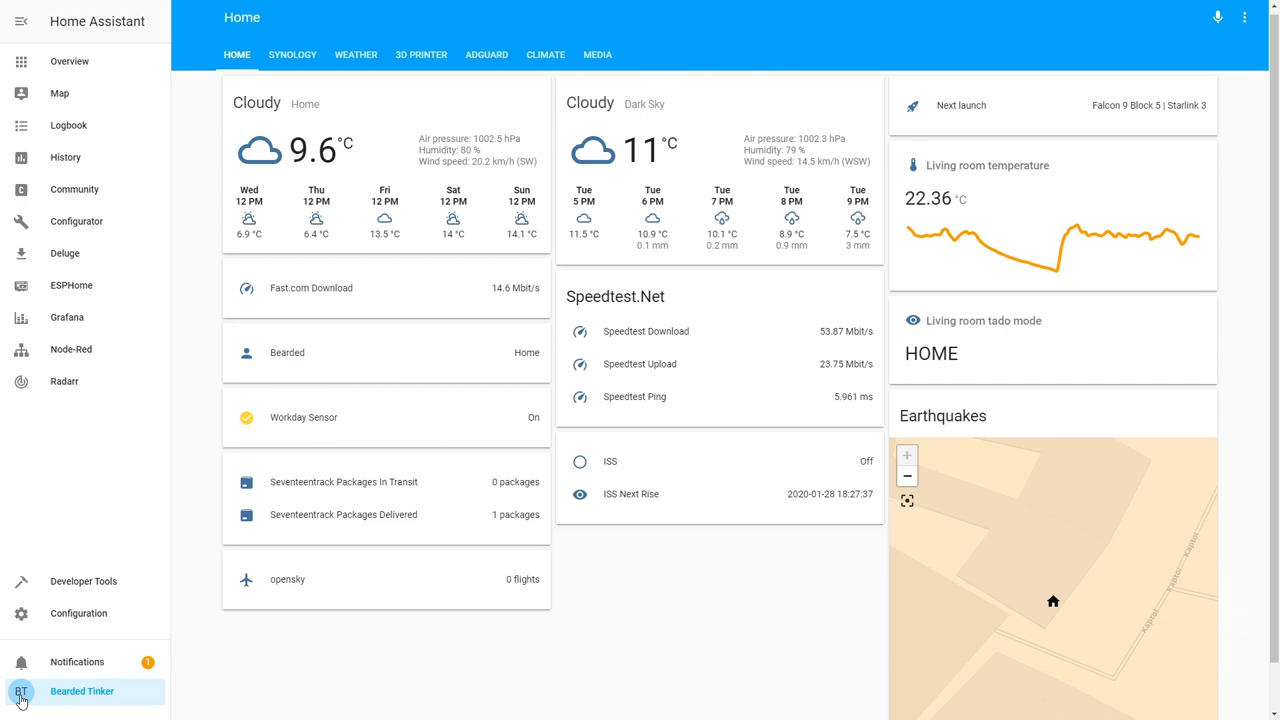 Home Assistant
Overview
Map
Logbook
History
Community
Configurator
Deluge
ESPHome
Grafana
Node-Red
Radarr
Developer Tools
Configuration
Notifications 1
BT Bearded Tinker
Home
HOME SYNOLOGY WEATHER 3D PRINTER ADGUARD CLIMATE MEDIA
Cloudy Home
9.6 °C
Air pressure: 1002.5 hPa
Humidity: 80 %
Wind speed: 20.2 km/h (SW)
Wed Thu Fri Sat Sun
12 PM 12 PM 12 PM 12 PM 12 PM
6.9 °C 6.4 °C 13.5 °C 14 °C 14.1 °C
Fast.com Download 14.6 Mbit/s
Bearded Home
Workday Sensor On
Seventeentrack Packages In Transit 0 packages
Seventeentrack Packages Delivered 1 packages
opensky 0 flights
Cloudy Dark Sky
11 °C
Air pressure: 1002.3 hPa
Humidity: 79 %
Wind speed: 14.5 km/h (WSW)
Tue Tue Tue Tue Tue
5 PM 6 PM 7 PM 8 PM 9 PM
11.5 °C 10.9 °C 10.1 °C 8.9 °C 7.5 °C
0.1 mm 0.2 mm 0.9 mm 3 mm
Speedtest.Net
Speedtest Download 53.87 Mbit/s
Speedtest Upload 23.75 Mbit/s
Speedtest Ping 5.961 ms
ISS Off
ISS Next Rise 2020-01-28 18:27:37
Next launch Falcon 9 Block 5 | Starlink 3
Living room temperature
22.36 °C
Living room tado mode
HOME
Earthquakes
+
−
Kaptol
Kaptol
Kaptol